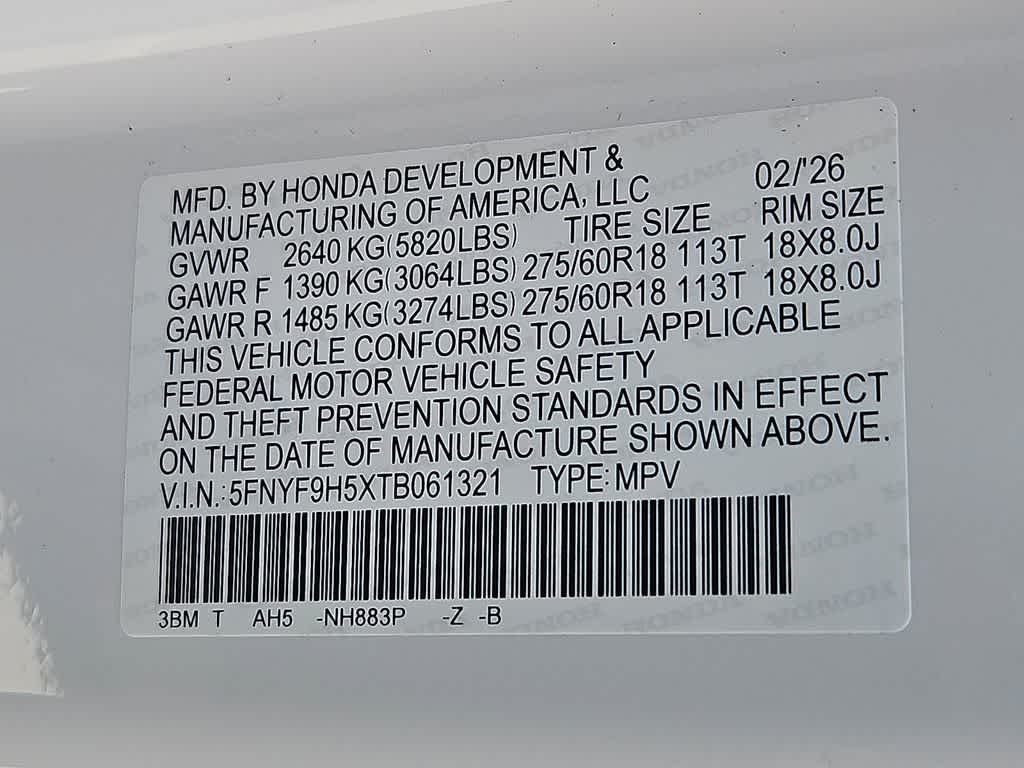 MFD. BY HONDA DEVELOPMENT & 02/'26
MANUFACTURING OF AMERICA, LLC
GVWR 2640 KG(5820LBS) TIRE SIZE RIM SIZE
GAWR F 1390 KG(3064LBS) 275/60R18 113T 18X8.0J
GAWR R 1485 KG(3274LBS) 275/60R18 113T 18X8.0J
THIS VEHICLE CONFORMS TO ALL APPLICABLE
FEDERAL MOTOR VEHICLE SAFETY
AND THEFT PREVENTION STANDARDS IN EFFECT
ON THE DATE OF MANUFACTURE SHOWN ABOVE.
V.I.N.:5FNYF9H5XTB061321 TYPE:MPV
3BM T AH5 -NH883P -Z -B